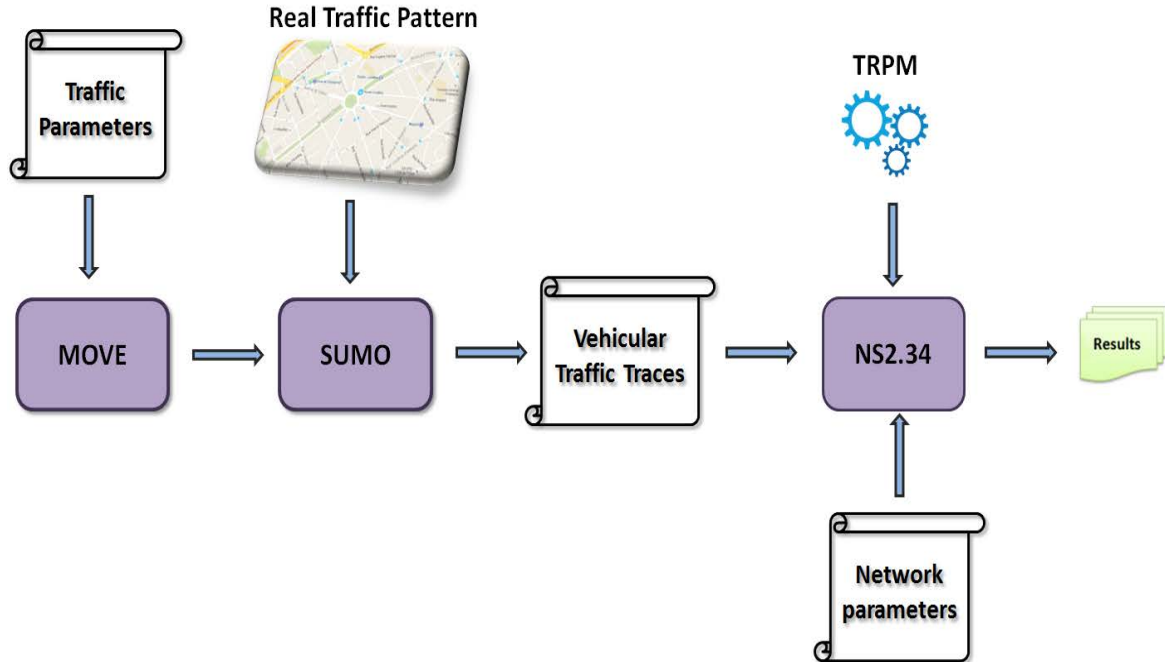 Real Traffic Pattern
Traffic
Parameters
TRPM
MOVE
SUMO
Vehicular
Traffic Traces
NS2.34
Results
Network
parameters